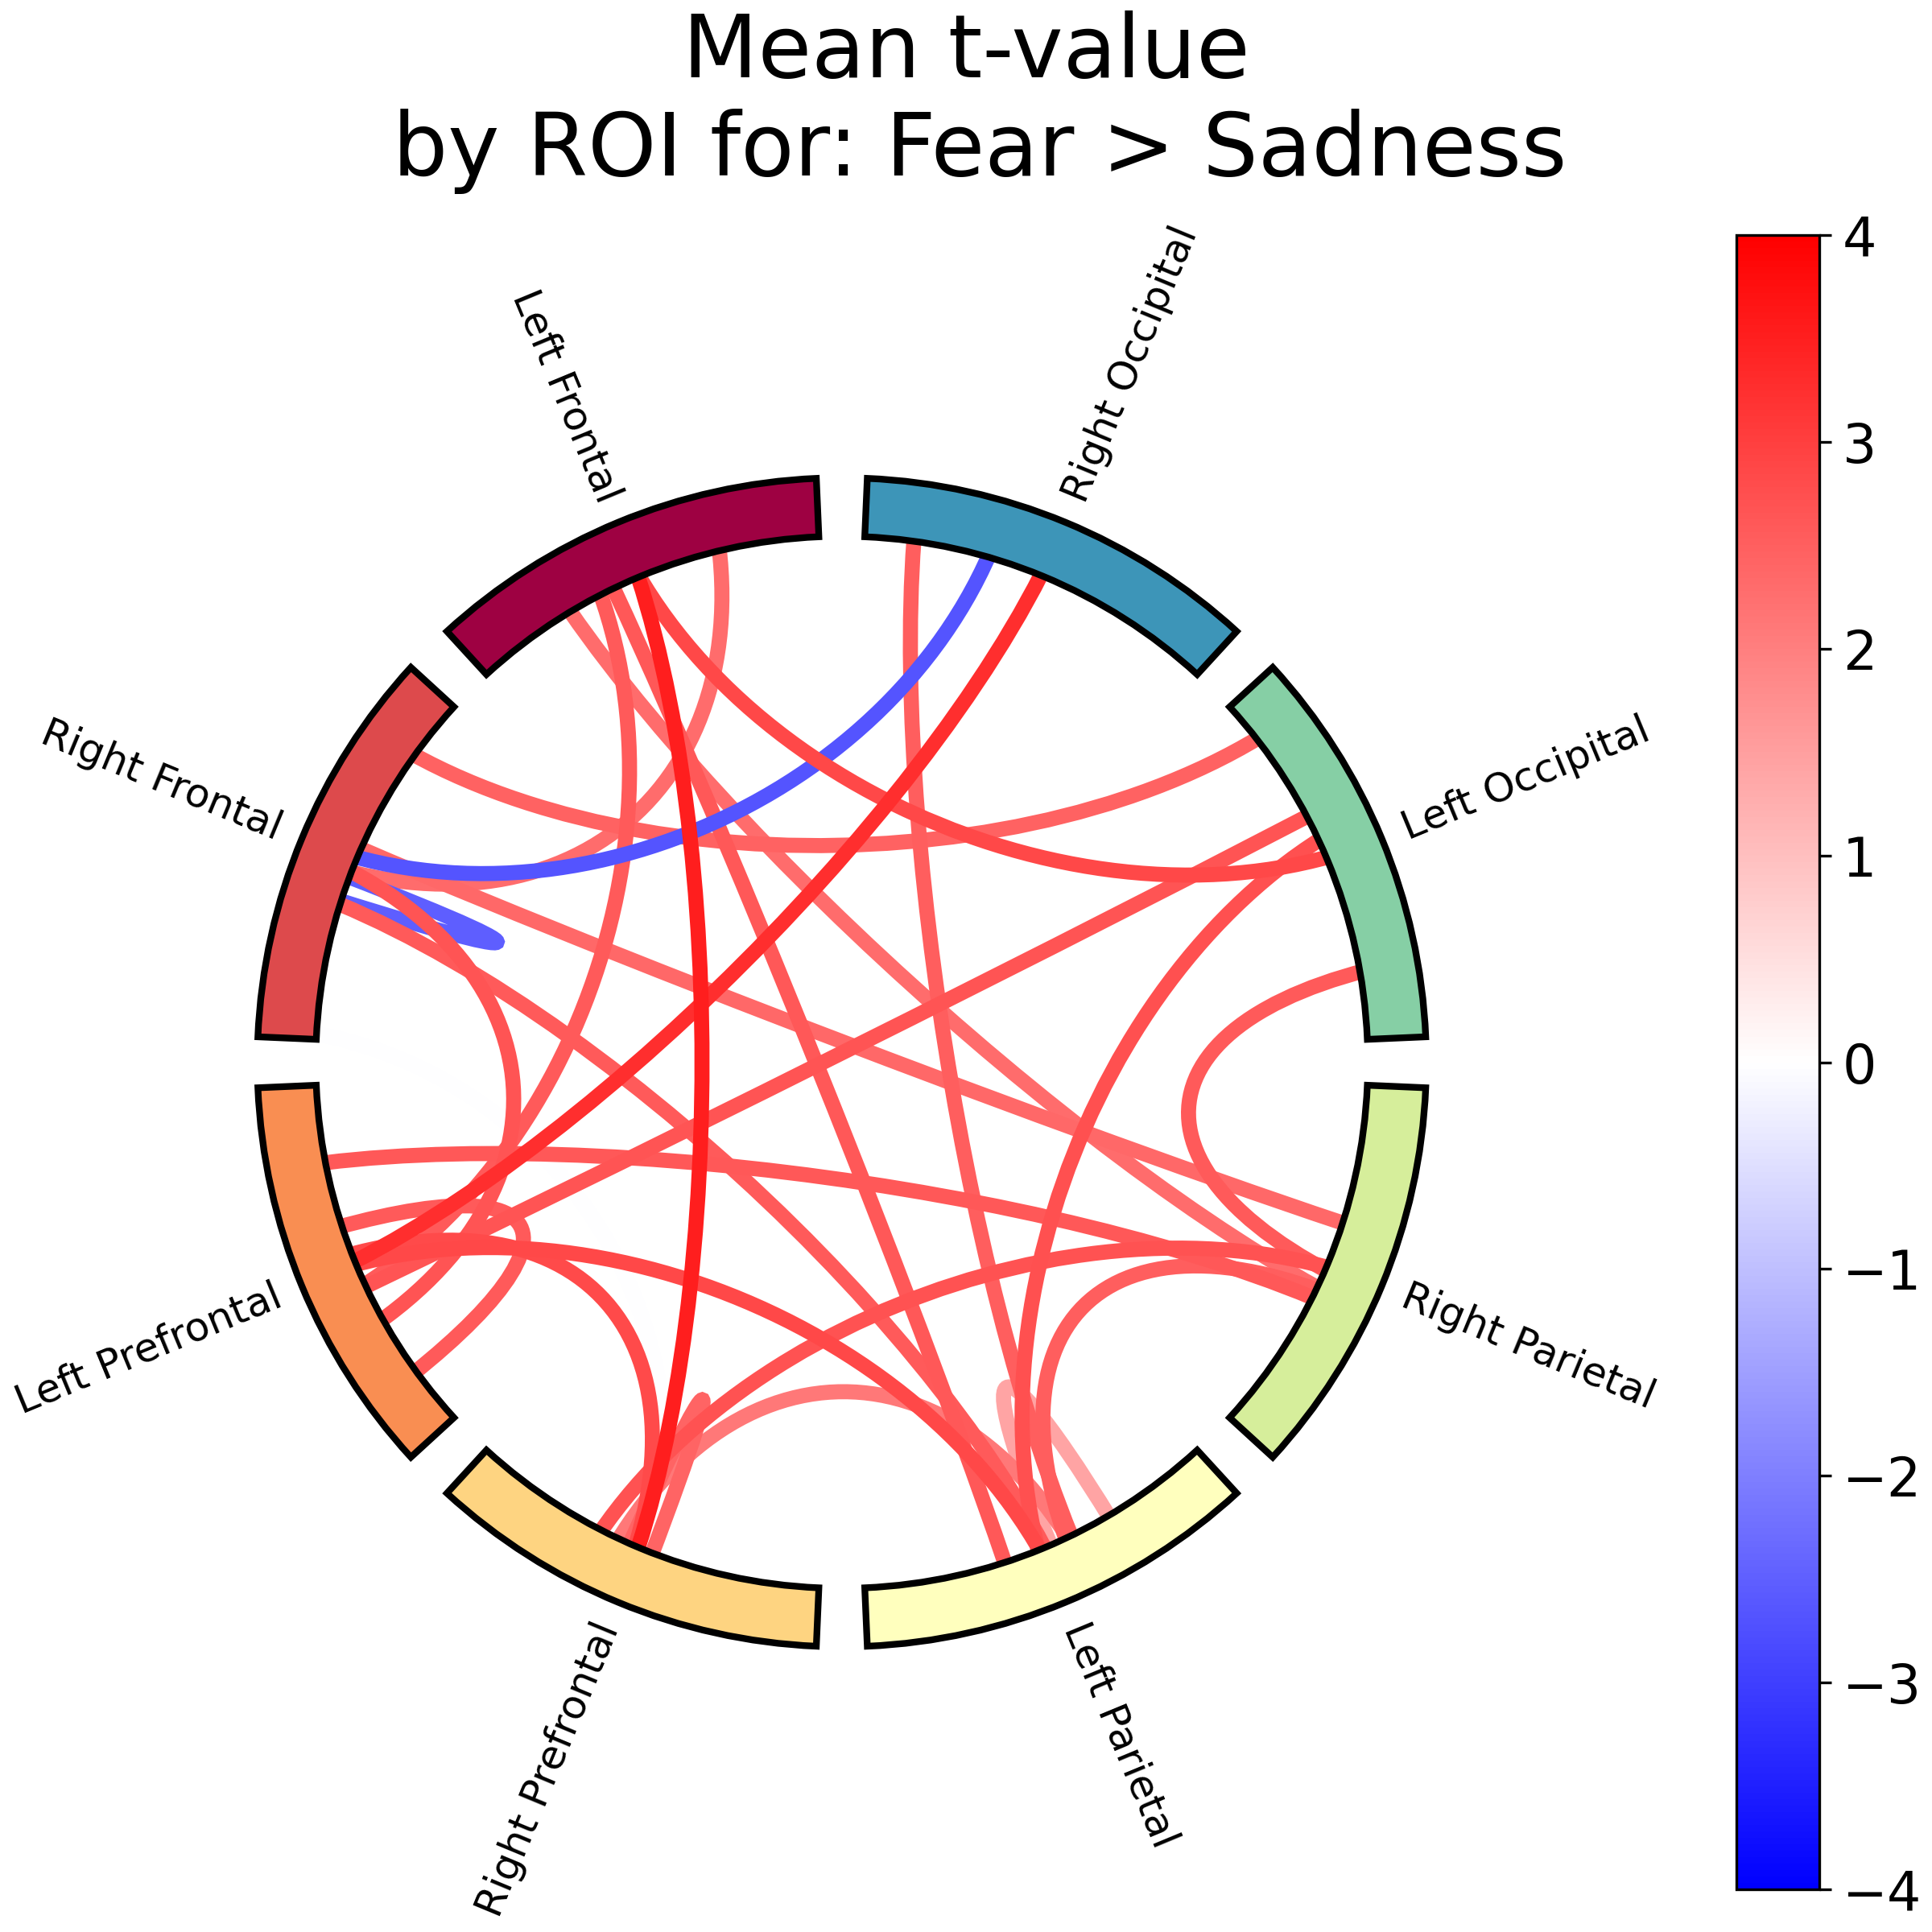 Mean t-value
by ROI for: Fear > Sadness
Right Occipital
Left Frontal
Left Occipital
Right Frontal
Left Prefrontal
Right Parietal
Right Prefrontal
Left Parietal
4
3
2
1
0
−1
−2
−3
−4